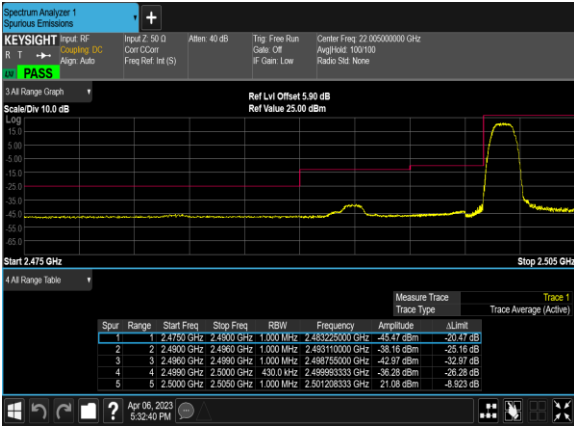 Spectrum Analyzer 1
Spurious Emissions
+
KEYSIGHT Input: RF Input Z: 50 Ω Atten: 40 dB Trig: Free Run Center Freq: 22.005000000 GHz
R T Coupling: DC Corr CCorr Gate: Off Avg|Hold: 100/100
Align: Auto Freq Ref: Int (S) IF Gain: Low Radio Std: None
LW PASS
3 All Range Graph
Ref Lvl Offset 5.90 dB
Scale/Div 10.0 dB Ref Value 25.00 dBm
Log
15.0
5.00
-5.00
-15.0
-25.0
-35.0
-45.0
-55.0
-65.0
Start 2.475 GHz Stop 2.505 GHz
4 All Range Table
Measure Trace Trace 1
Trace Type Trace Average (Active)
Spur Range Start Freq Stop Freq RBW Frequency Amplitude ΔLimit
1 1 2.4750 GHz 2.4900 GHz 1.000 MHz 2.483225000 GHz -45.47 dBm -20.47 dB
2 2 2.4900 GHz 2.4960 GHz 1.000 MHz 2.493110000 GHz -38.16 dBm -25.16 dB
3 3 2.4960 GHz 2.4990 GHz 1.000 MHz 2.498755000 GHz -42.97 dBm -32.97 dB
4 4 2.4990 GHz 2.5000 GHz 430.0 kHz 2.499993333 GHz -36.28 dBm -26.28 dB
5 5 2.5000 GHz 2.5050 GHz 1.000 MHz 2.501208333 GHz 21.08 dBm -8.923 dB
? Apr 06, 2023
5:32:40 PM